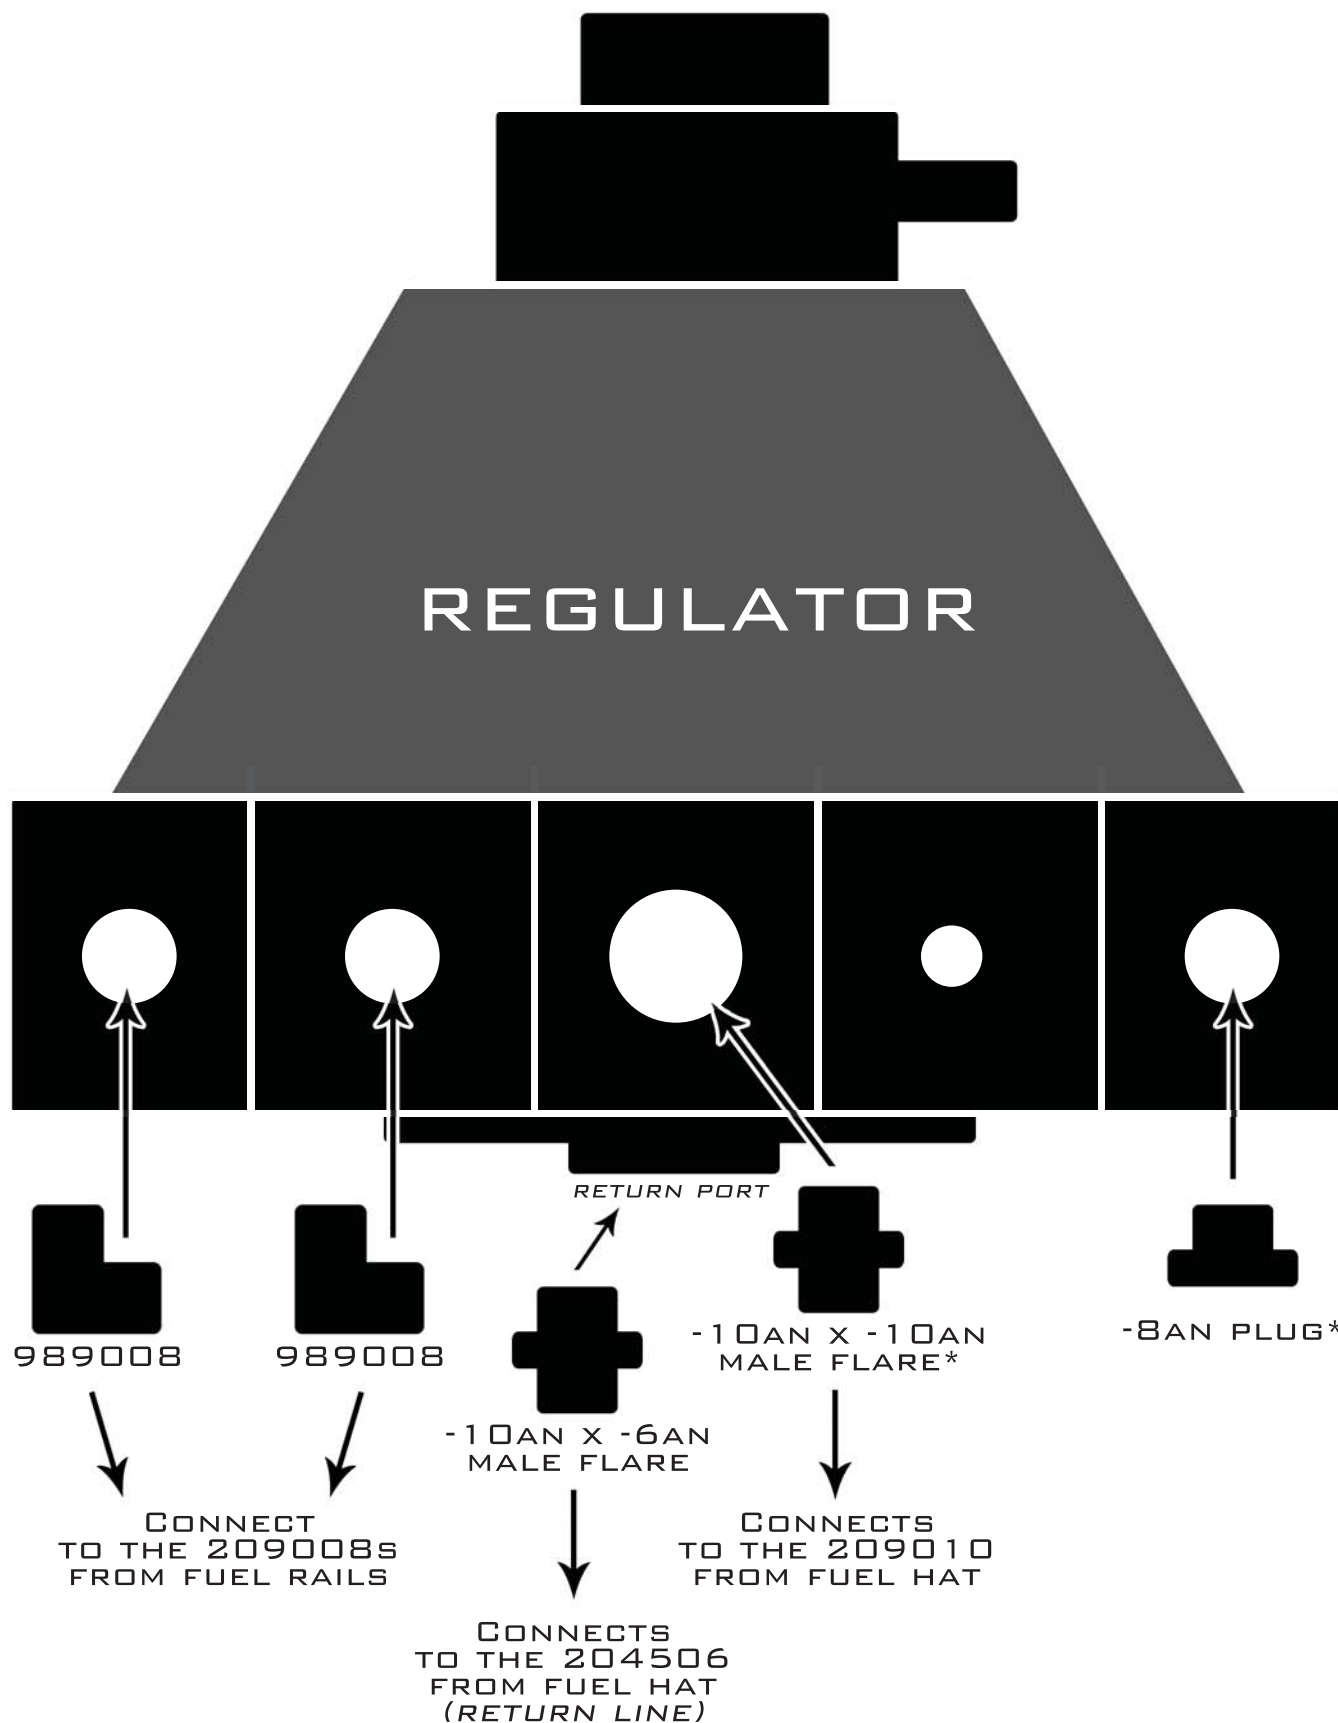 REGULATOR
RETURN PORT
989008
989008
-10AN X -6AN
MALE FLARE
-10AN X -10AN
MALE FLARE*
-8AN PLUG*
CONNECT
TO THE 209008S
FROM FUEL RAILS
CONNECTS
TO THE 204506
FROM FUEL HAT
(RETURN LINE)
CONNECTS
TO THE 209010
FROM FUEL HAT